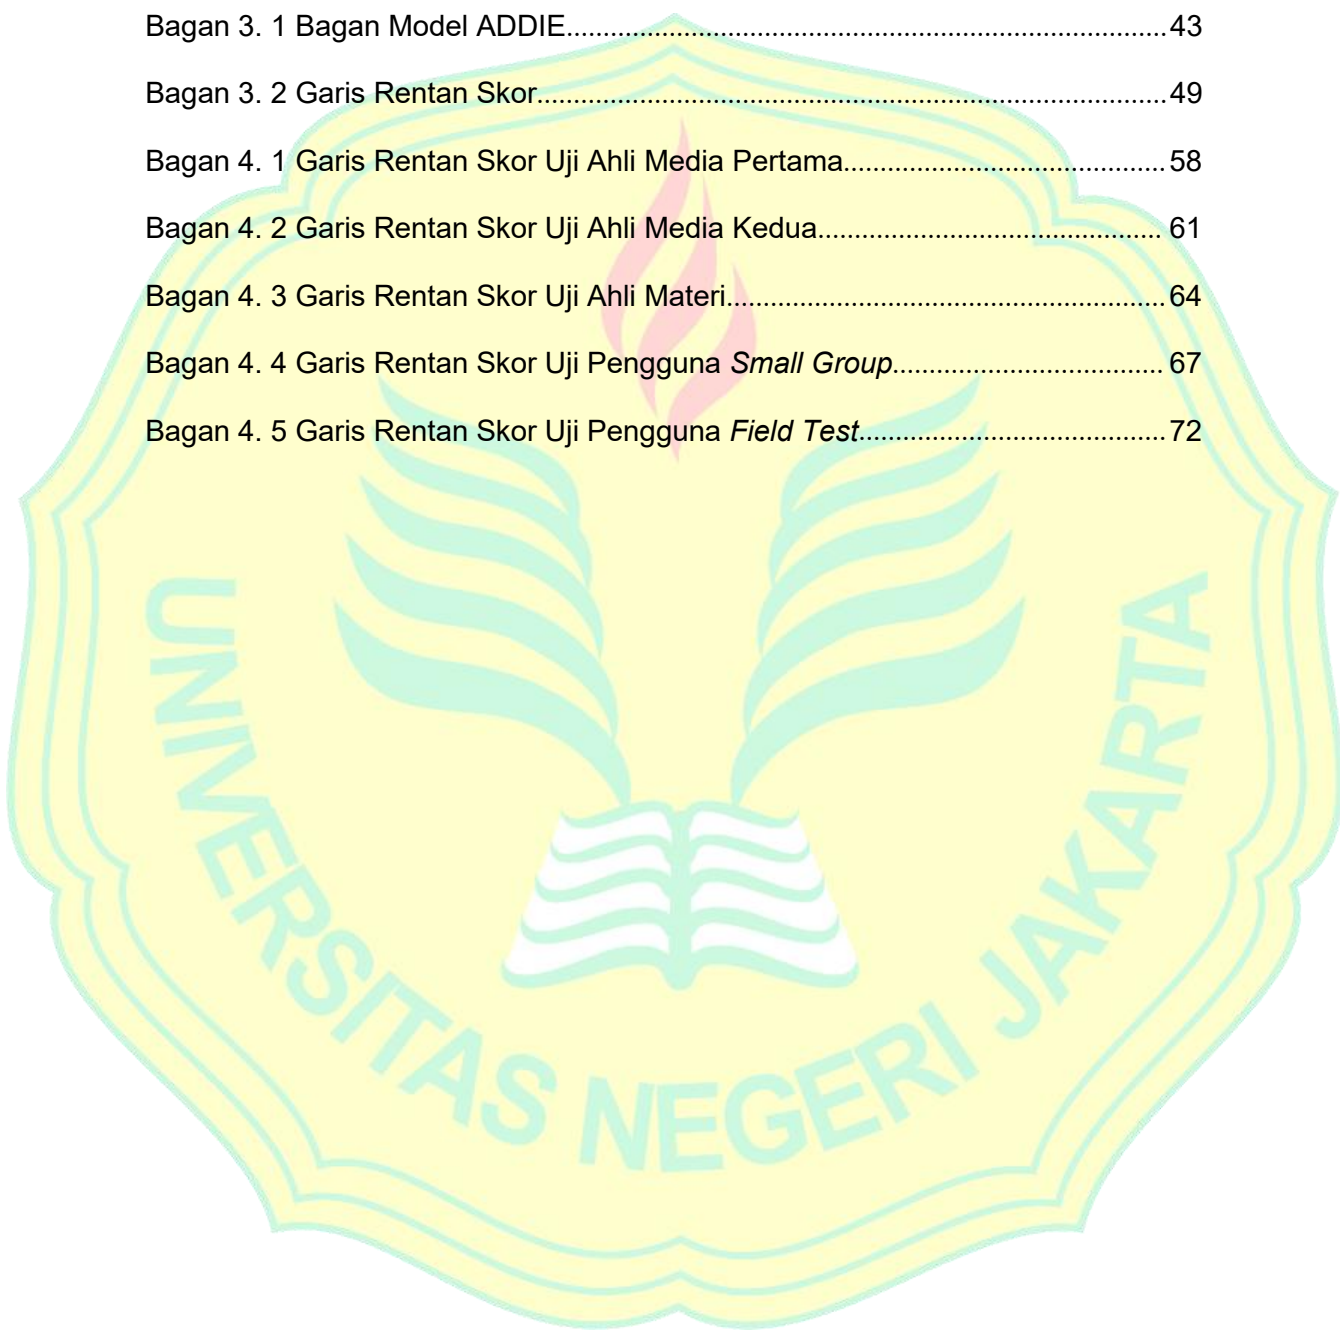 Bagan 3. 1 Bagan Model ADDIE................................................................................43
Bagan 3. 2 Garis Rentan Skor....................................................................................49
Bagan 4. 1 Garis Rentan Skor Uji Ahli Media Pertama...........................................58
Bagan 4. 2 Garis Rentan Skor Uji Ahli Media Kedua..............................................61
Bagan 4. 3 Garis Rentan Skor Uji Ahli Materi...........................................................64
Bagan 4. 4 Garis Rentan Skor Uji Pengguna Small Group....................................67
Bagan 4. 5 Garis Rentan Skor Uji Pengguna Field Test.........................................72
UNIVERSITAS NEGERI JAKARTA